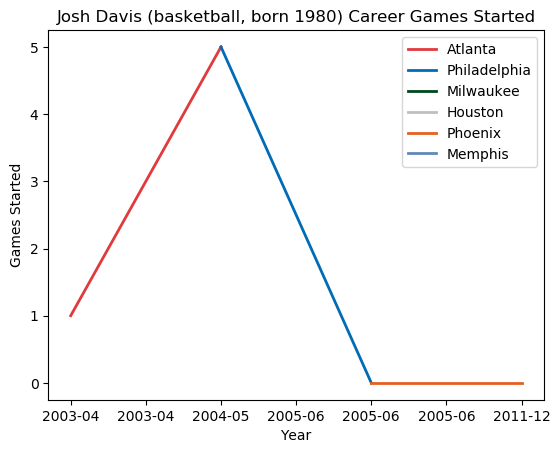 Josh Davis (basketball, born 1980) Career Games Started
Atlanta
Philadelphia
Milwaukee
Houston
Phoenix
Memphis
Games Started
5
4
3
2
1
0
2003-04 2003-04 2004-05 2005-06 2005-06 2005-06 2011-12
Year